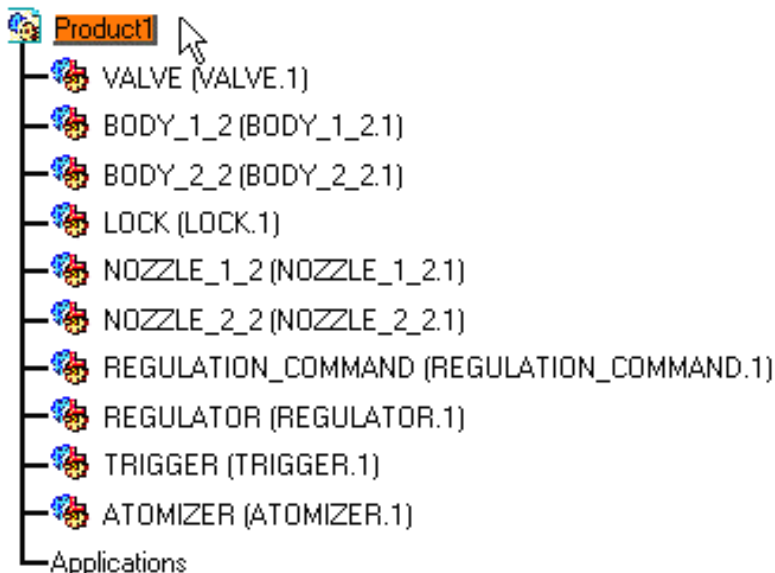 Product1
VALVE (VALVE.1)
BODY_1_2 (BODY_1_2.1)
BODY_2_2 (BODY_2_2.1)
LOCK (LOCK.1)
NOZZLE_1_2 (NOZZLE_1_2.1)
NOZZLE_2_2 (NOZZLE_2_2.1)
REGULATION_COMMAND (REGULATION_COMMAND.1)
REGULATOR (REGULATOR.1)
TRIGGER (TRIGGER.1)
ATOMIZER (ATOMIZER.1)
Applications